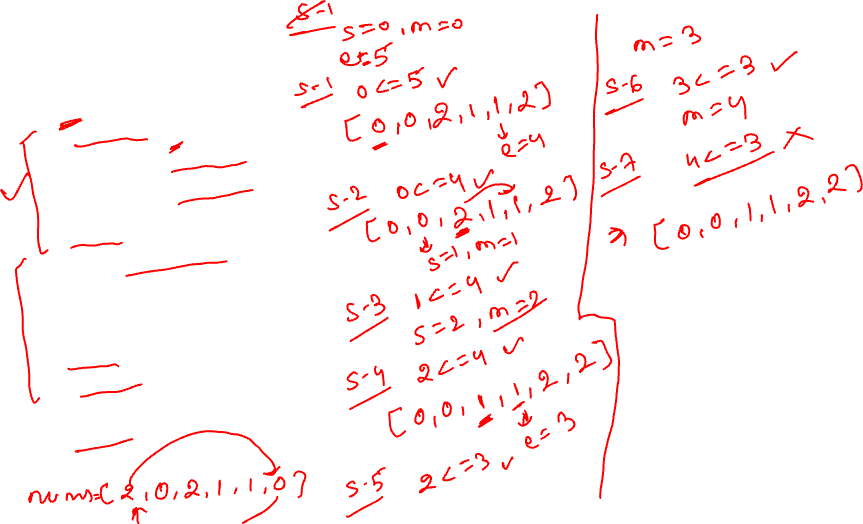 s-1
s=0, m=0
e=5
s-1 0<=5 ✓
[0,0,2,1,1,2]
e=4
s-2 0<=4 ✓
[0,0,2,1,1,2]
s=1, m=1
s-3 1<=4 ✓
s=2, m=2
s-4 2<=4 ✓
[0,0,1,1,2,2]
e=3
s-5 2<=3 ✓
nums=[2,0,2,1,1,0]
m=3
s-6 3<=3 ✓
m=4
s-7 4<=3 ✗
[0,0,1,1,2,2]